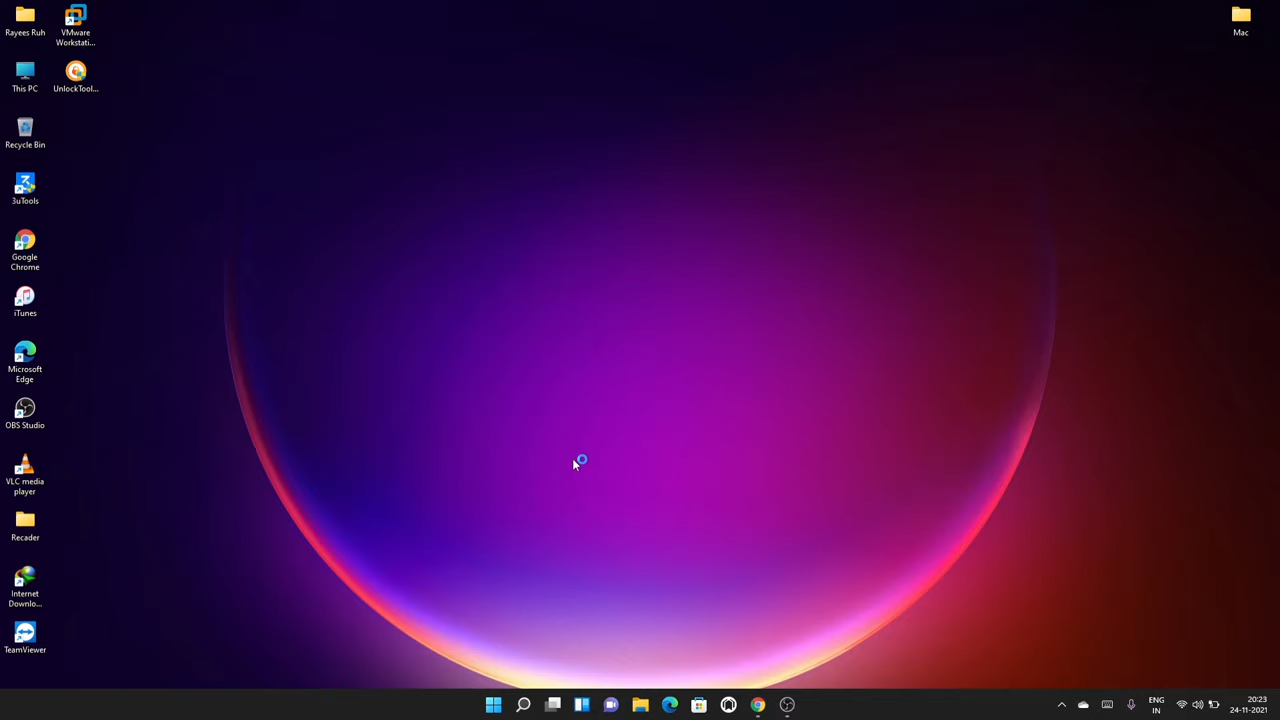 Rayees Ruh
VMware
Workstati...
Mac
This PC
UnlockTool...
Recycle Bin
3uTools
Google
Chrome
iTunes
Microsoft
Edge
OBS Studio
VLC media
player
Recader
Internet
Downlo...
TeamViewer
ENG
IN
20:23
24-11-2021